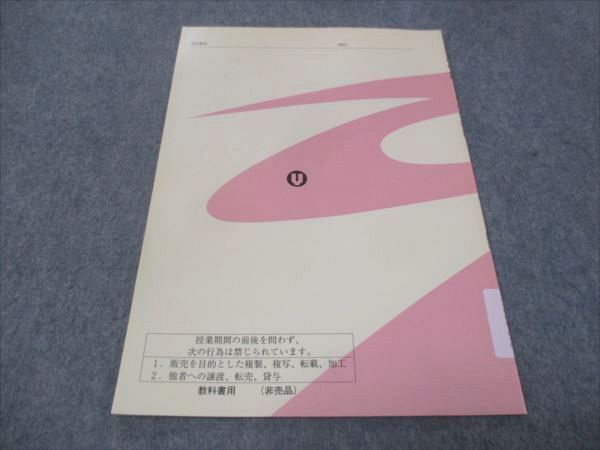 NAME
授業期間の前後を問わず、
次の行為は禁じられています。
1．販売を目的とした複製、複写、転載、加工
2．他者への譲渡、転売、貸与
教科書用　（非売品）